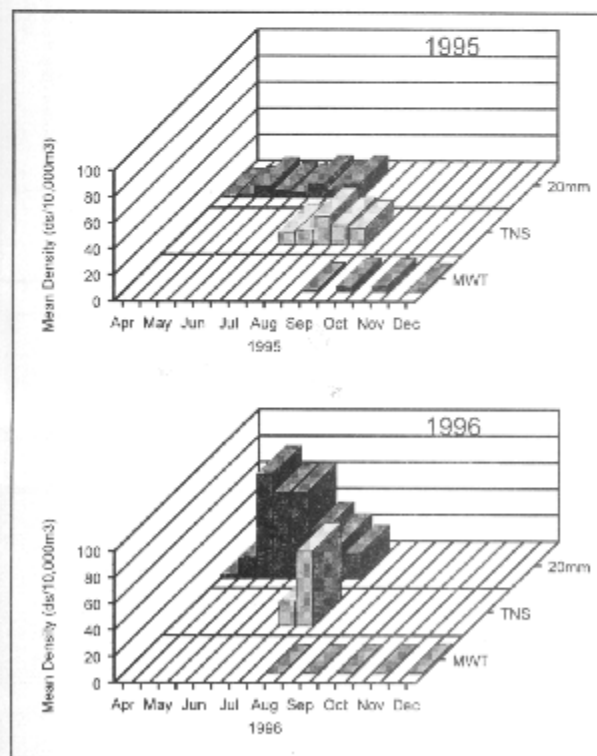 1995
Mean Density (ds/10,000m3)
100
80
60
40
20
0
20mm
TNS
MWT
Apr May Jun Jul Aug Sep Oct Nov Dec
1995
1996
Mean Density (ds/10,000m3)
100
80
60
40
20
0
20mm
TNS
MWT
Apr May Jun Jul Aug Sep Oct Nov Dec
1996